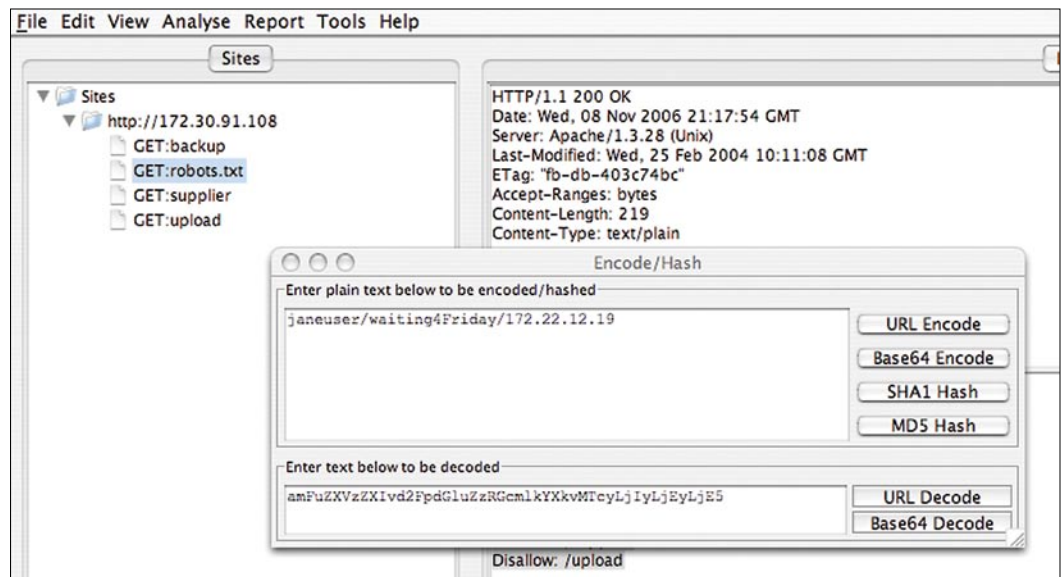 File Edit View Analyse Report Tools Help
Sites
Sites
http://172.30.91.108
GET:backup
GET:robots.txt
GET:supplier
GET:upload
HTTP/1.1 200 OK
Date: Wed, 08 Nov 2006 21:17:54 GMT
Server: Apache/1.3.28 (Unix)
Last-Modified: Wed, 25 Feb 2004 10:11:08 GMT
ETag: "fb-db-403c74bc"
Accept-Ranges: bytes
Content-Length: 219
Content-Type: text/plain
Encode/Hash
Enter plain text below to be encoded/hashed
janeuser/waiting4Friday/172.22.12.19
URL Encode
Base64 Encode
SHA1 Hash
MD5 Hash
Enter text below to be decoded
amFuZXVzZXIvd2FpdGluZzRGcmlkYXkvMTcyLjIyLjEyLjE5
URL Decode
Base64 Decode
Disallow: /upload